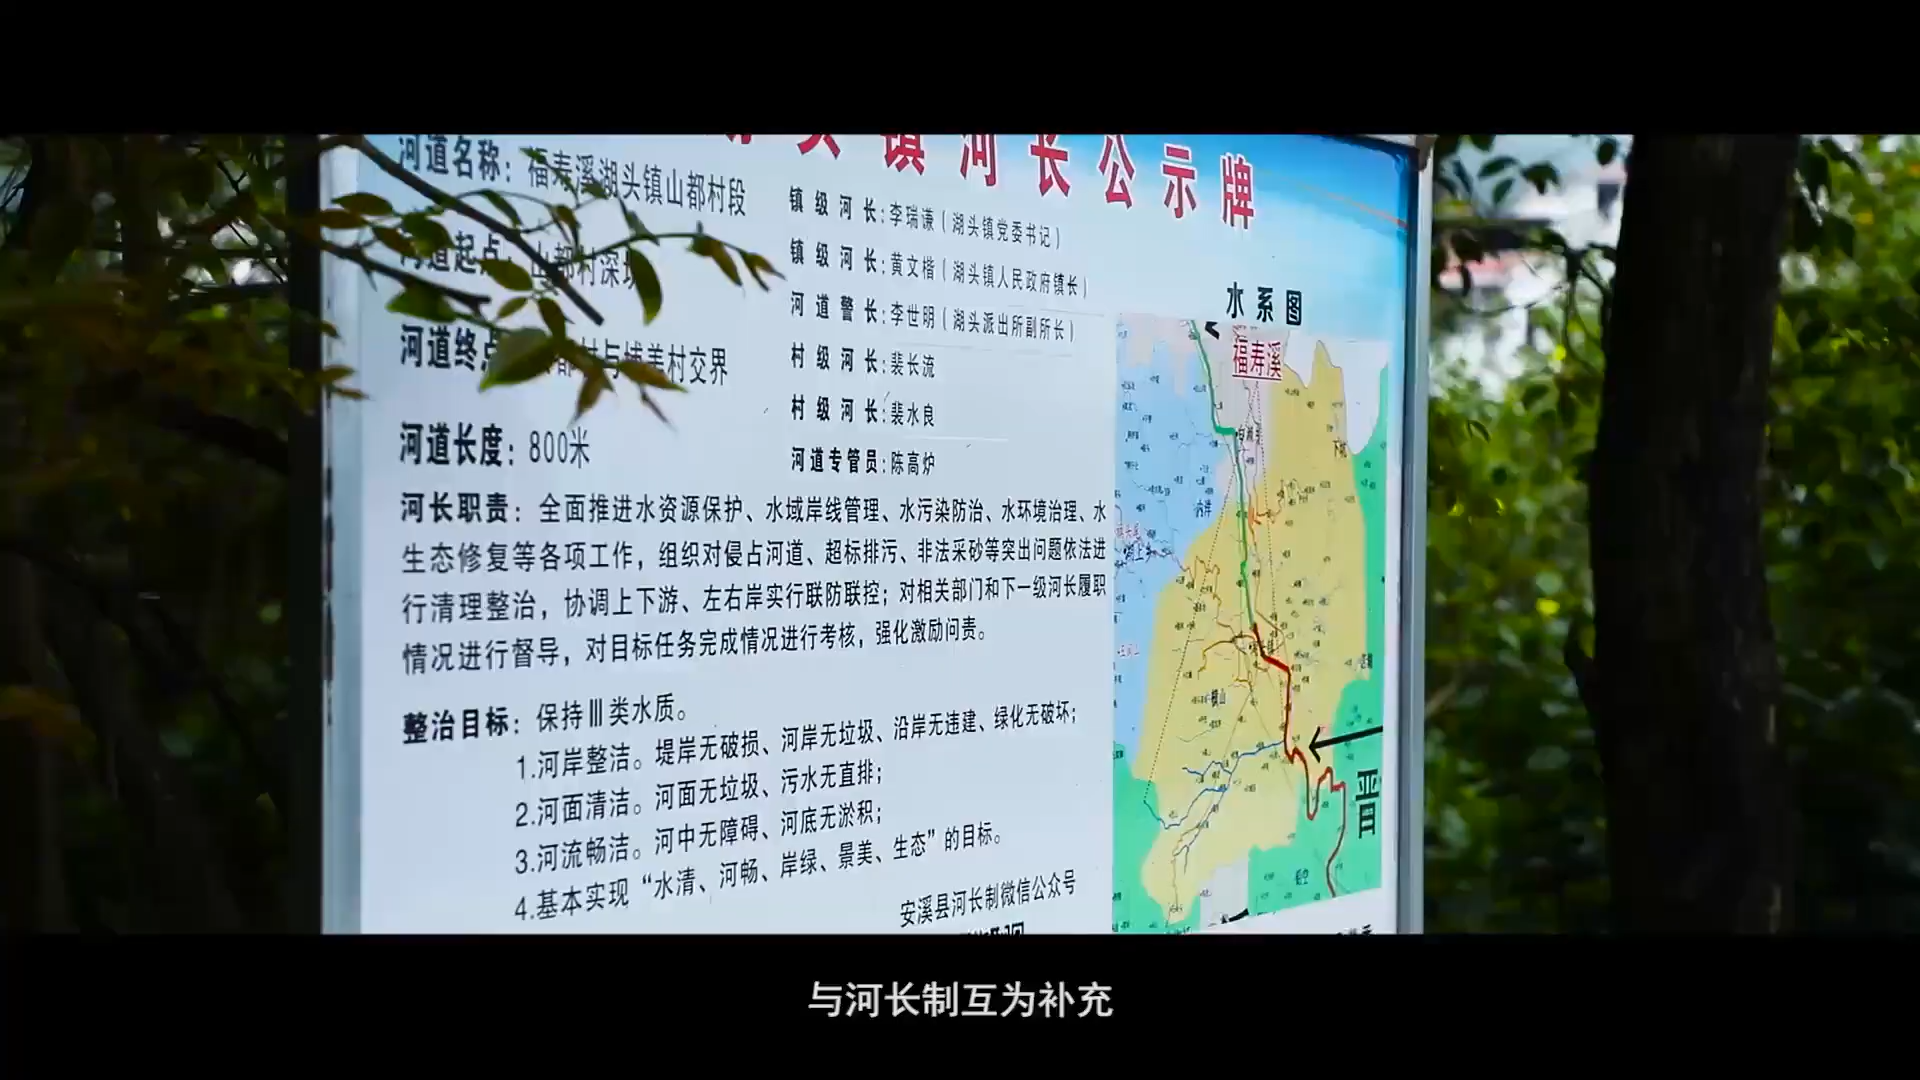 头镇河长公示牌
河道名称：福寿溪湖头镇山都村段
河道起点：山都村深
河道终点 村与埔美村交界
河道长度：800米
镇级河长：李瑞谦（湖头镇党委书记）
镇级河长：黄文楷（湖头镇人民政府镇长）
河道警长：李世明（湖头派出所副所长）
村级河长：裴长流
村级河长：裴水良
河道专管员：陈高炉
河长职责：全面推进水资源保护、水域岸线管理、水污染防治、水环境治理、水
生态修复等各项工作，组织对侵占河道、超标排污、非法采砂等突出问题依法进
行清理整治，协调上下游、左右岸实行联防联控；对相关部门和下一级河长履职
情况进行督导，对目标任务完成情况进行考核，强化激励问责。
整治目标：保持Ⅲ类水质。
1.河岸整洁。堤岸无破损、河岸无垃圾、沿岸无违建、绿化无破坏；
2.河面清洁。河面无垃圾、污水无直排；
3.河流畅洁。河中无障碍、河底无淤积；
4.基本实现“水清、河畅、岸绿、景美、生态”的目标。
安溪县河长制微信公众号
水系图
福寿溪
晋
与河长制互为补充